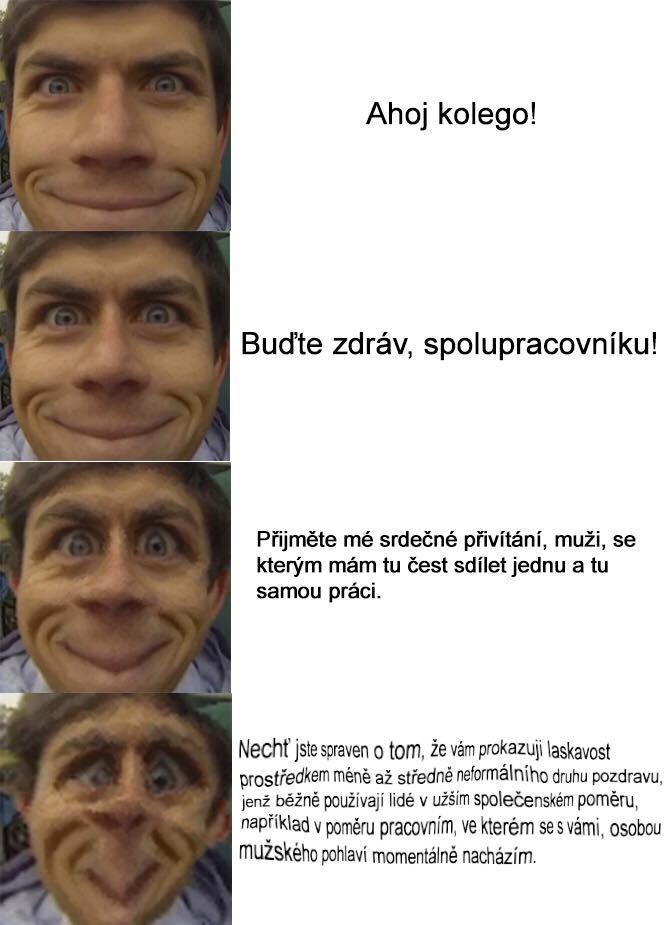 Ahoj kolego!
Buďte zdráv, spolupracovníku!
Přijměte mé srdečné přivítání, muži, se
kterým mám tu čest sdílet jednu a tu
samou práci.
Nechť jste spraven o tom, že vám prokazuji laskavost
prostředkem méně až středně neformálního druhu pozdravu,
jenž běžně používají lidé v užším společenském poměru,
například v poměru pracovním, ve kterém se s vámi, osobou
mužského pohlaví momentálně nacházím.